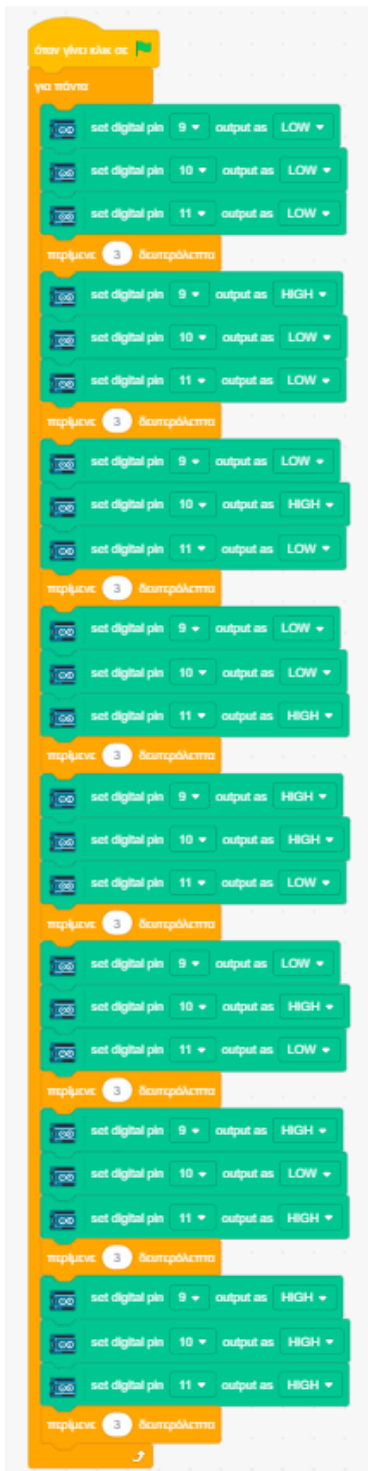 όταν γίνει κλικ σε
για πάντα
set digital pin 9 output as LOW
set digital pin 10 output as LOW
set digital pin 11 output as LOW
περίμενε 3 δευτερόλεπτα
set digital pin 9 output as HIGH
set digital pin 10 output as LOW
set digital pin 11 output as LOW
περίμενε 3 δευτερόλεπτα
set digital pin 9 output as LOW
set digital pin 10 output as HIGH
set digital pin 11 output as LOW
περίμενε 3 δευτερόλεπτα
set digital pin 9 output as LOW
set digital pin 10 output as LOW
set digital pin 11 output as HIGH
περίμενε 3 δευτερόλεπτα
set digital pin 9 output as HIGH
set digital pin 10 output as HIGH
set digital pin 11 output as LOW
περίμενε 3 δευτερόλεπτα
set digital pin 9 output as LOW
set digital pin 10 output as HIGH
set digital pin 11 output as LOW
περίμενε 3 δευτερόλεπτα
set digital pin 9 output as HIGH
set digital pin 10 output as LOW
set digital pin 11 output as HIGH
περίμενε 3 δευτερόλεπτα
set digital pin 9 output as HIGH
set digital pin 10 output as HIGH
set digital pin 11 output as HIGH
περίμενε 3 δευτερόλεπτα